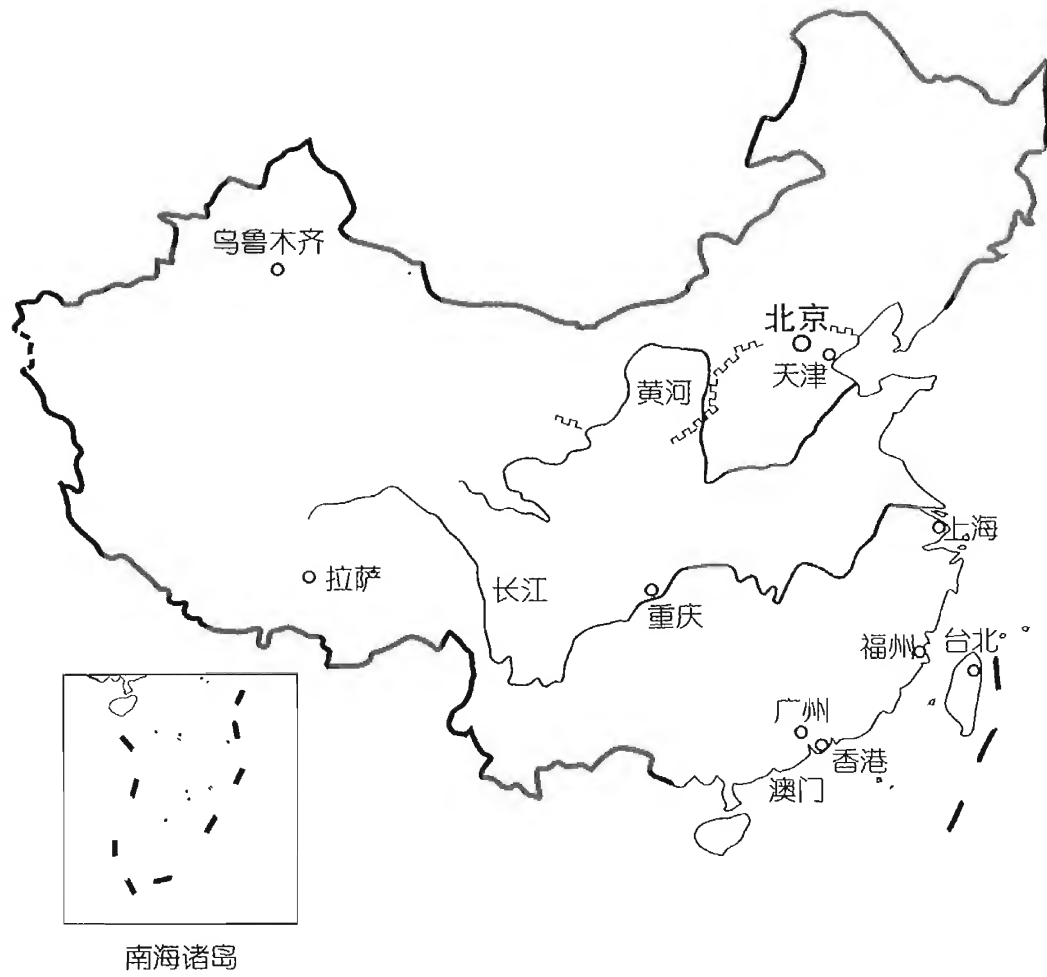 乌鲁木齐
北京
天津
黄河
上海
拉萨
长江
重庆
福州
台北
广州
香港
澳门
南海诸岛